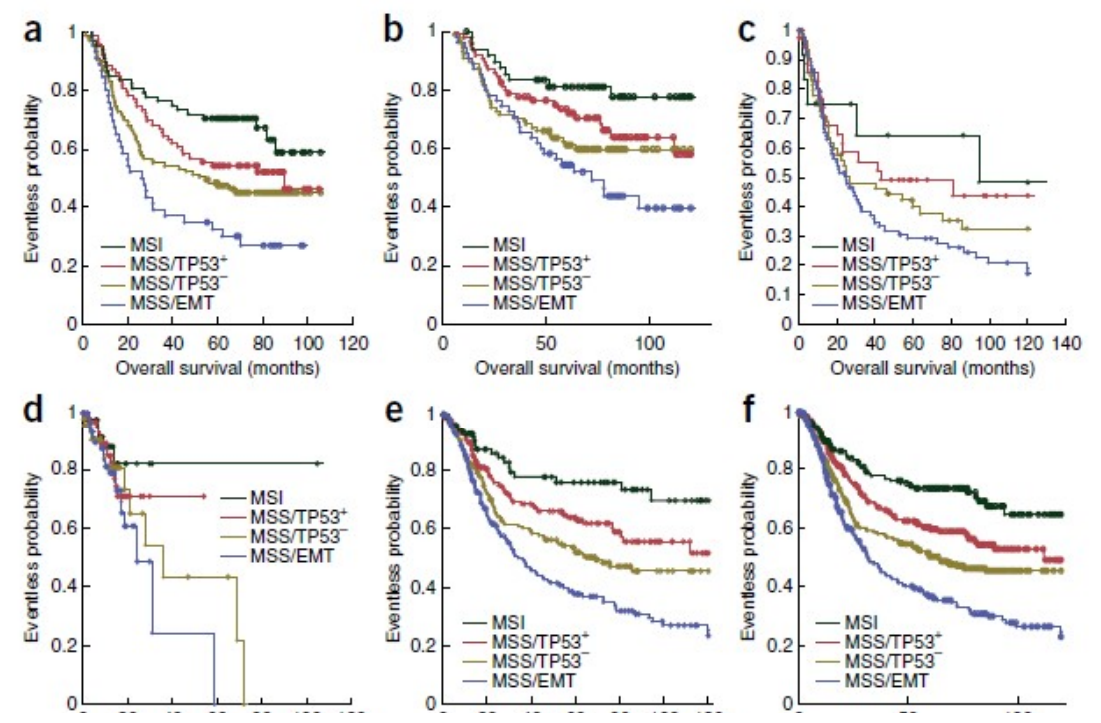 a
Eventless probability
1
0.8
0.6
0.4
0.2
0
MSI
MSS/TP53⁺
MSS/TP53⁻
MSS/EMT
0 20 40 60 80 100 120
Overall survival (months)
b
Eventless probability
1
0.8
0.6
0.4
0.2
0
MSI
MSS/TP53⁺
MSS/TP53⁻
MSS/EMT
0 50 100
Overall survival (months)
c
Eventless probability
1
0.9
0.8
0.7
0.6
0.5
0.4
0.3
0.2
0.1
0
MSI
MSS/TP53⁺
MSS/TP53⁻
MSS/EMT
0 20 40 60 80 100 120 140
Overall survival (months)
d
Eventless probability
1
0.8
0.6
0.4
0.2
0
MSI
MSS/TP53⁺
MSS/TP53⁻
MSS/EMT
e
Eventless probability
1
0.8
0.6
0.4
0.2
0
MSI
MSS/TP53⁺
MSS/TP53⁻
MSS/EMT
f
Eventless probability
1
0.8
0.6
0.4
0.2
0
MSI
MSS/TP53⁺
MSS/TP53⁻
MSS/EMT